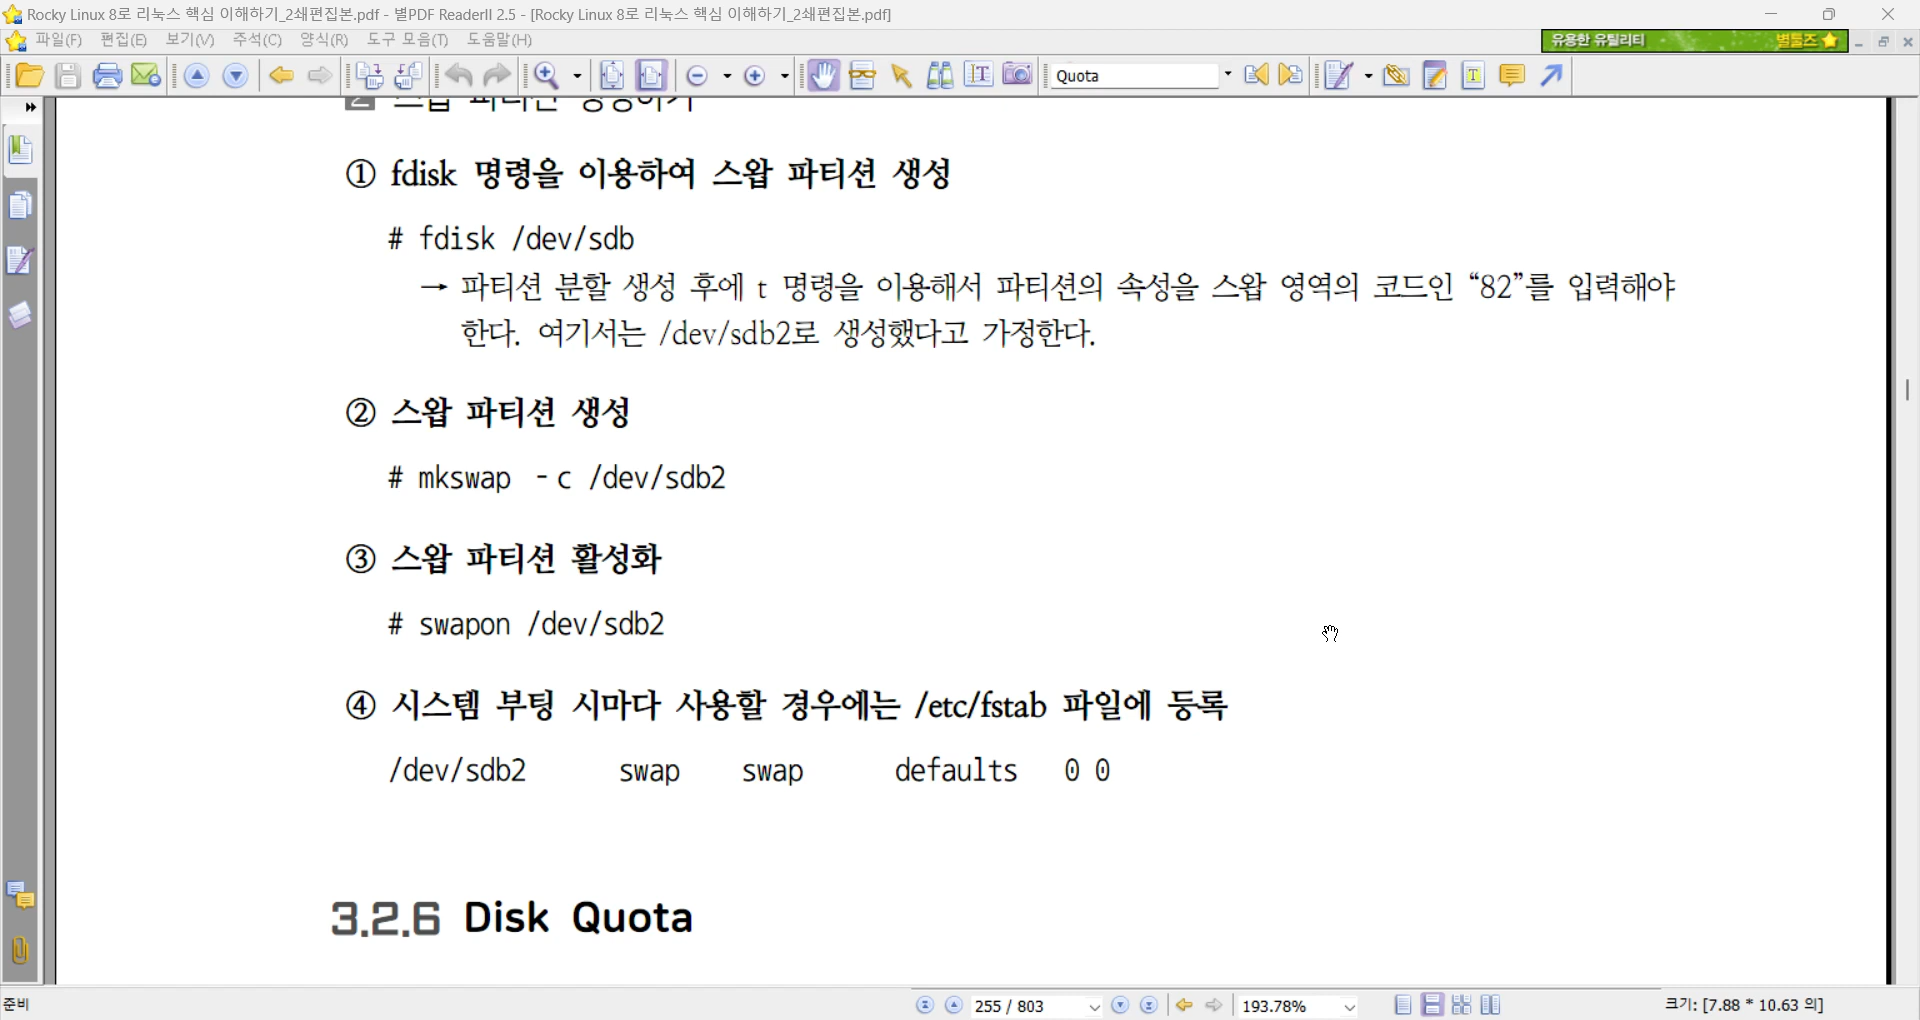 Rocky Linux 8로 리눅스 핵심 이해하기_2쇄편집본.pdf - 별PDF ReaderII 2.5 - [Rocky Linux 8로 리눅스 핵심 이해하기_2쇄편집본.pdf]
파일(F) 편집(E) 보기(V) 주석(C) 양식(R) 도구 모음(T) 도움말(H)
유용한 유틸리티 별툴즈
Quota
① fdisk 명령을 이용하여 스왑 파티션 생성
# fdisk /dev/sdb
→ 파티션 분할 생성 후에 t 명령을 이용해서 파티션의 속성을 스왑 영역의 코드인 “82”를 입력해야
한다. 여기서는 /dev/sdb2로 생성했다고 가정한다.
② 스왑 파티션 생성
# mkswap -c /dev/sdb2
③ 스왑 파티션 활성화
# swapon /dev/sdb2
④ 시스템 부팅 시마다 사용할 경우에는 /etc/fstab 파일에 등록
/dev/sdb2 swap swap defaults 0 0
3.2.6 Disk Quota
준비
255 / 803
193.78%
크기: [7.88 * 10.63 의]